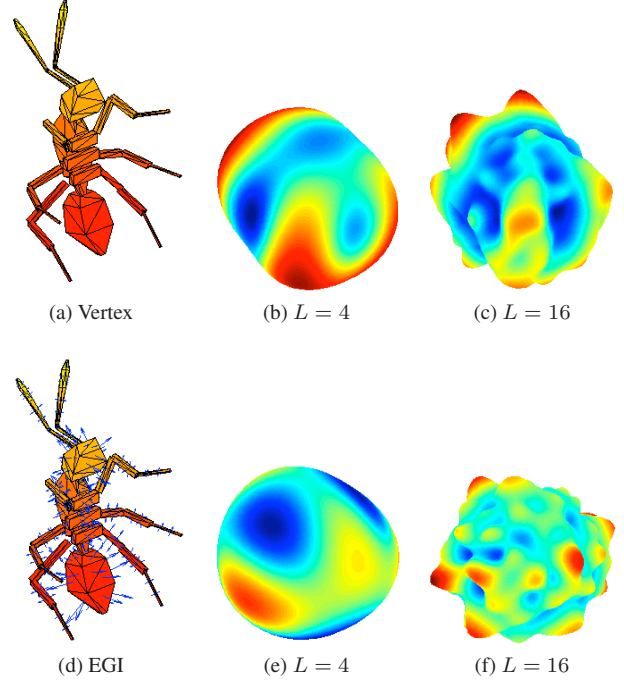 (a) Vertex
(b) L = 4
(c) L = 16
(d) EGI
(e) L = 4
(f) L = 16